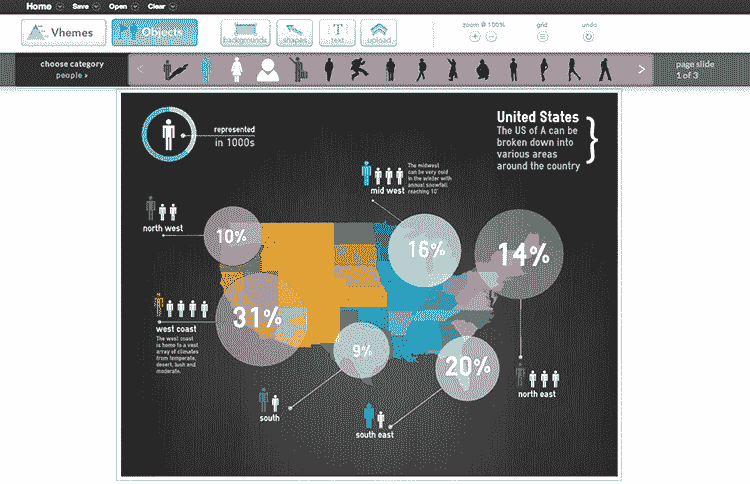 Home Save Open Clear
Vhemes
Objects
backgrounds
shapes
T
text
upload
zoom @ 100%
grid
undo
choose category
people
page slide
1 of 3
represented
in 1000s
United States
The US of A can be
broken down into
various areas
around the country
The midwest
can be very cold
in the winter with
annual snowfall
reaching 10"
mid west
north west
10%
16%
14%
31%
west coast
The west coast
is home to a vast
array of climates
from temperate,
desert, lush and
moderate.
9%
20%
north east
south
south east